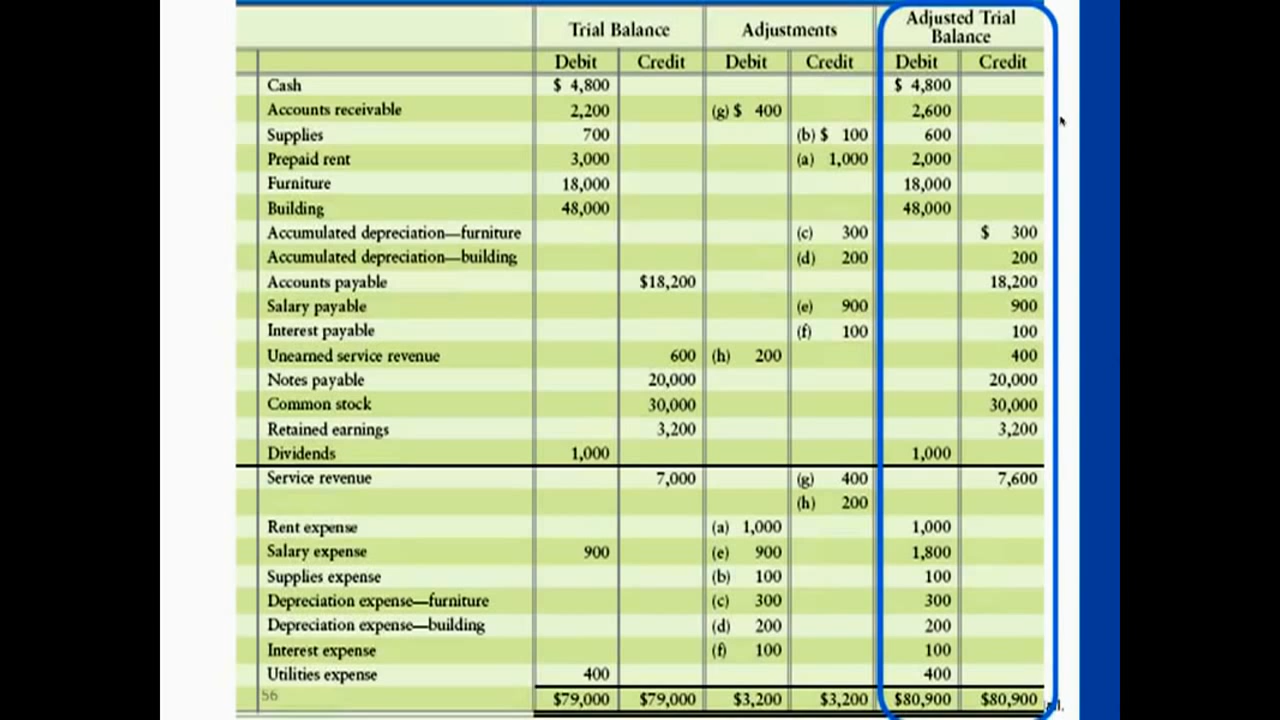 Trial Balance Adjustments Adjusted Trial Balance
Debit Credit Debit Credit Debit Credit
Cash $ 4,800 $ 4,800
Accounts receivable 2,200 (g) $ 400 2,600
Supplies 700 (b) $ 100 600
Prepaid rent 3,000 (a) 1,000 2,000
Furniture 18,000 18,000
Building 48,000 48,000
Accumulated depreciation—furniture (c) 300 $ 300
Accumulated depreciation—building (d) 200 200
Accounts payable $18,200 18,200
Salary payable (e) 900 900
Interest payable (f) 100 100
Unearned service revenue 600 (h) 200 400
Notes payable 20,000 20,000
Common stock 30,000 30,000
Retained earnings 3,200 3,200
Dividends 1,000 1,000
Service revenue 7,000 (g) 400 7,600
(h) 200
Rent expense (a) 1,000 1,000
Salary expense 900 (e) 900 1,800
Supplies expense (b) 100 100
Depreciation expense—furniture (c) 300 300
Depreciation expense—building (d) 200 200
Interest expense (f) 100 100
Utilities expense 400 400
56 $79,000 $79,000 $3,200 $3,200 $80,900 $80,900